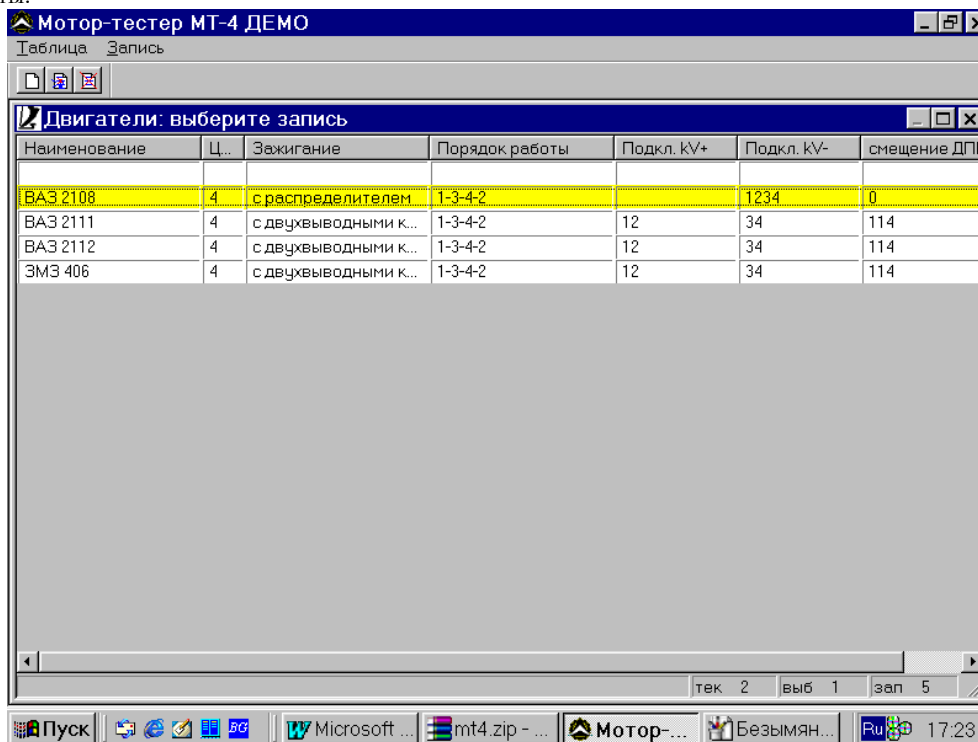 ты.
Мотор-тестер МТ-4 ДЕМО
Таблица Запись
Двигатели: выберите запись
Наименование Ц... Зажигание Порядок работы Подкл. kV+ Подкл. kV- смещение ДП
ВАЗ 2108 4 с распределителем 1-3-4-2 1234 0
ВАЗ 2111 4 с двухвыводными к... 1-3-4-2 12 34 114
ВАЗ 2112 4 с двухвыводными к... 1-3-4-2 12 34 114
ЗМЗ 406 4 с двухвыводными к... 1-3-4-2 12 34 114
тек 2 выб 1 зап 5
Пуск BG Microsoft ... mt4.zip - ... Мотор-... Безымян... Ru 17:23